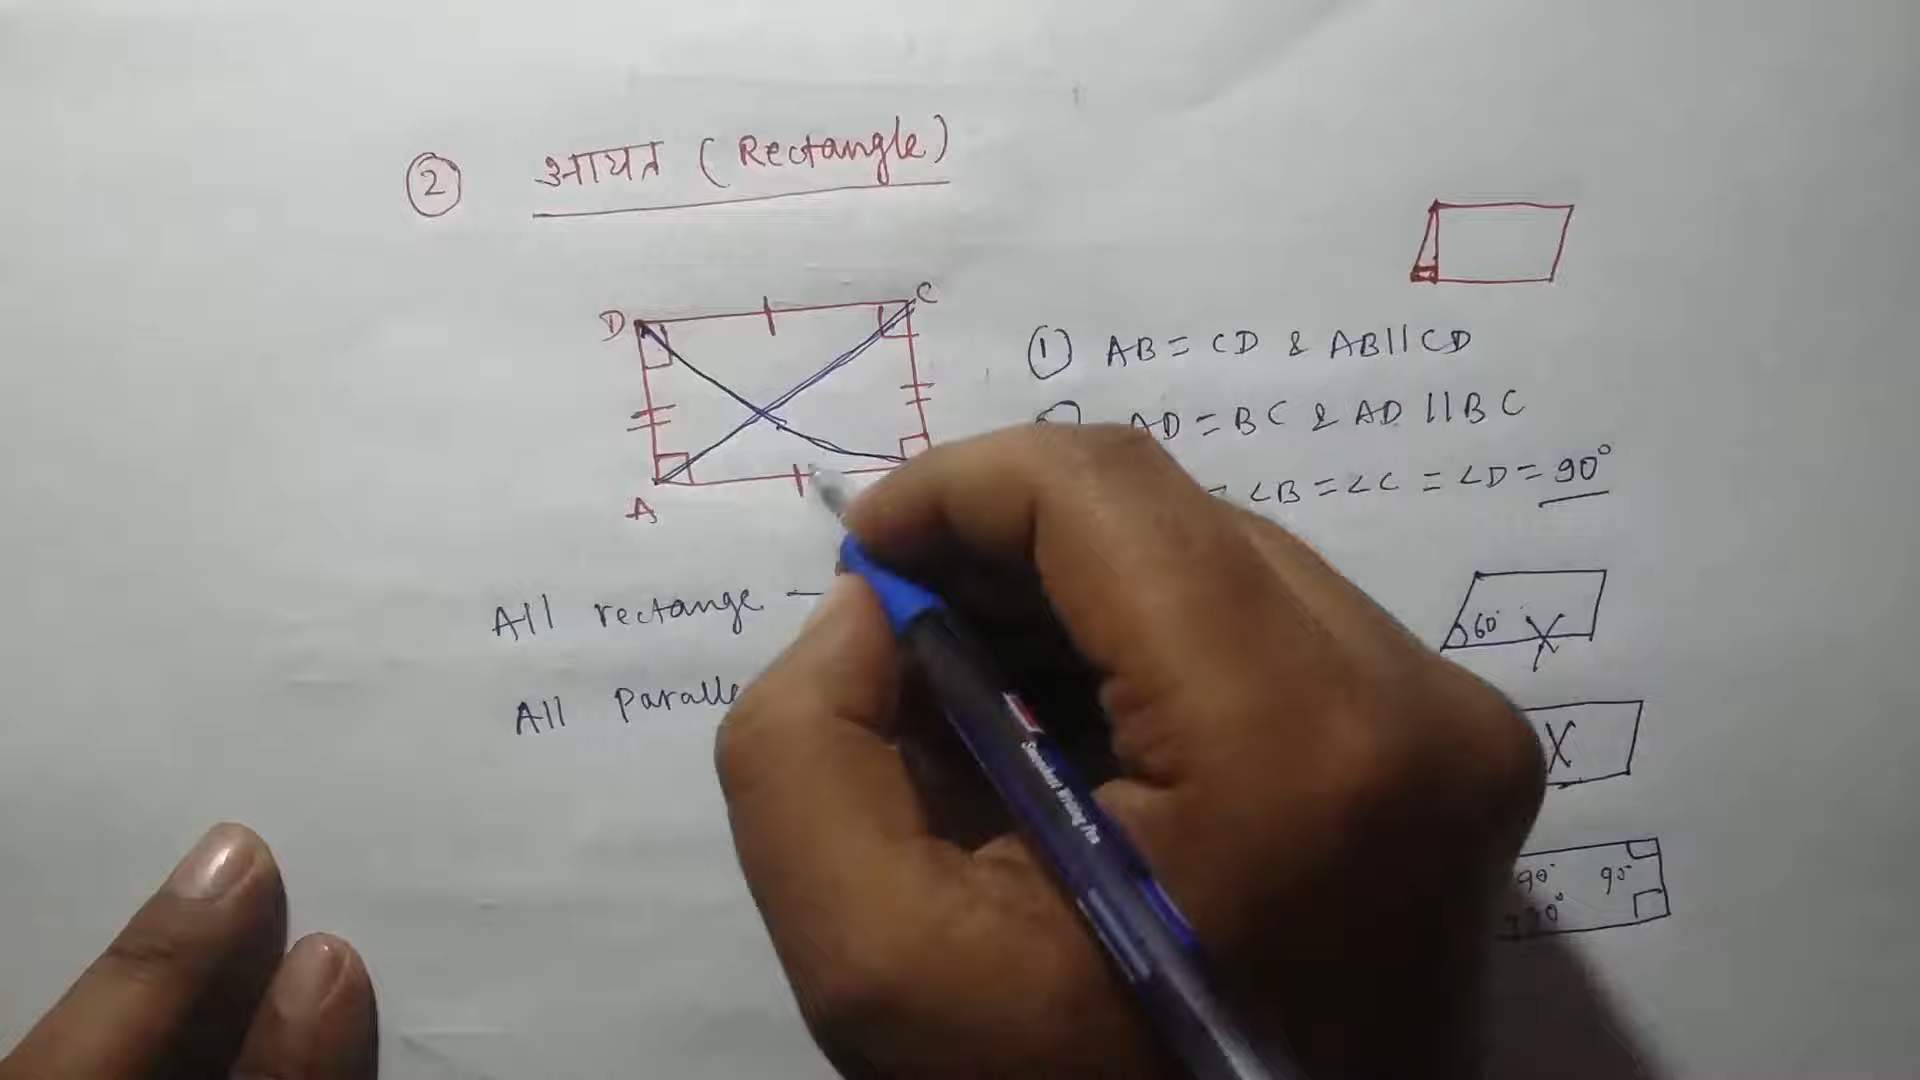 ② आयत (Rectangle)
D C
A
① AB = CD & AB || CD
AD = BC & AD || BC
= ∠B = ∠C = ∠D = 90°
All rectange —
All Paralle
60°
X
90° 90°